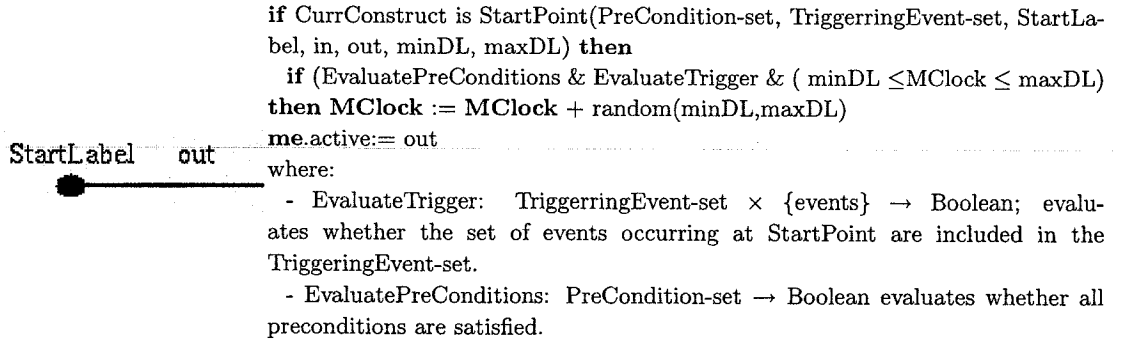 if CurrConstruct is StartPoint(PreCondition-set, TriggerringEvent-set, StartLa-
bel, in, out, minDL, maxDL) then
if (EvaluatePreConditions & EvaluateTrigger & ( minDL ≤MClock ≤ maxDL)
then MClock := MClock + random(minDL,maxDL)
me.active:= out
StartLabel out
where:
- EvaluateTrigger: TriggerringEvent-set × {events} → Boolean; evalu-
ates whether the set of events occurring at StartPoint are included in the
TriggeringEvent-set.
- EvaluatePreConditions: PreCondition-set → Boolean evaluates whether all
preconditions are satisfied.